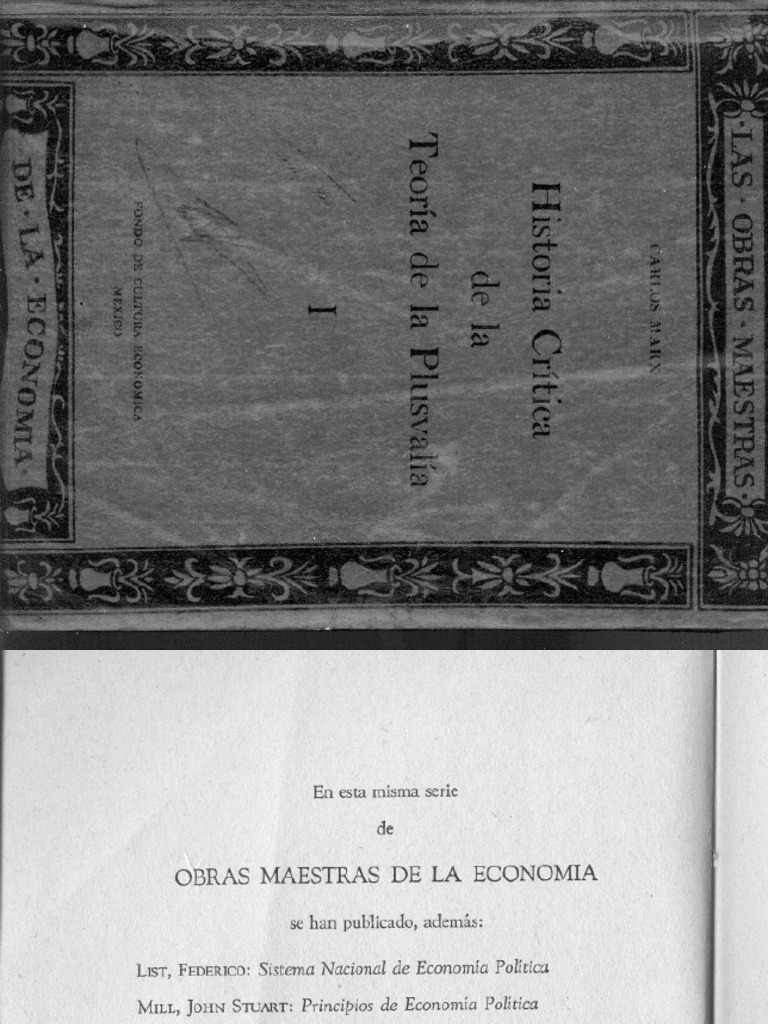 ·LAS·OBRAS·MAESTRAS·
CARLOS MARX
Historia Crítica
de la
Teoría de la Plusvalía
I
FONDO DE CULTURA ECONOMICA
MEXICO
DE·LA·ECONOMIA·
En esta misma serie
de
OBRAS MAESTRAS DE LA ECONOMIA
se han publicado, además:
LIST, FEDERICO: Sistema Nacional de Economía Política
MILL, JOHN STUART: Principios de Economía Política